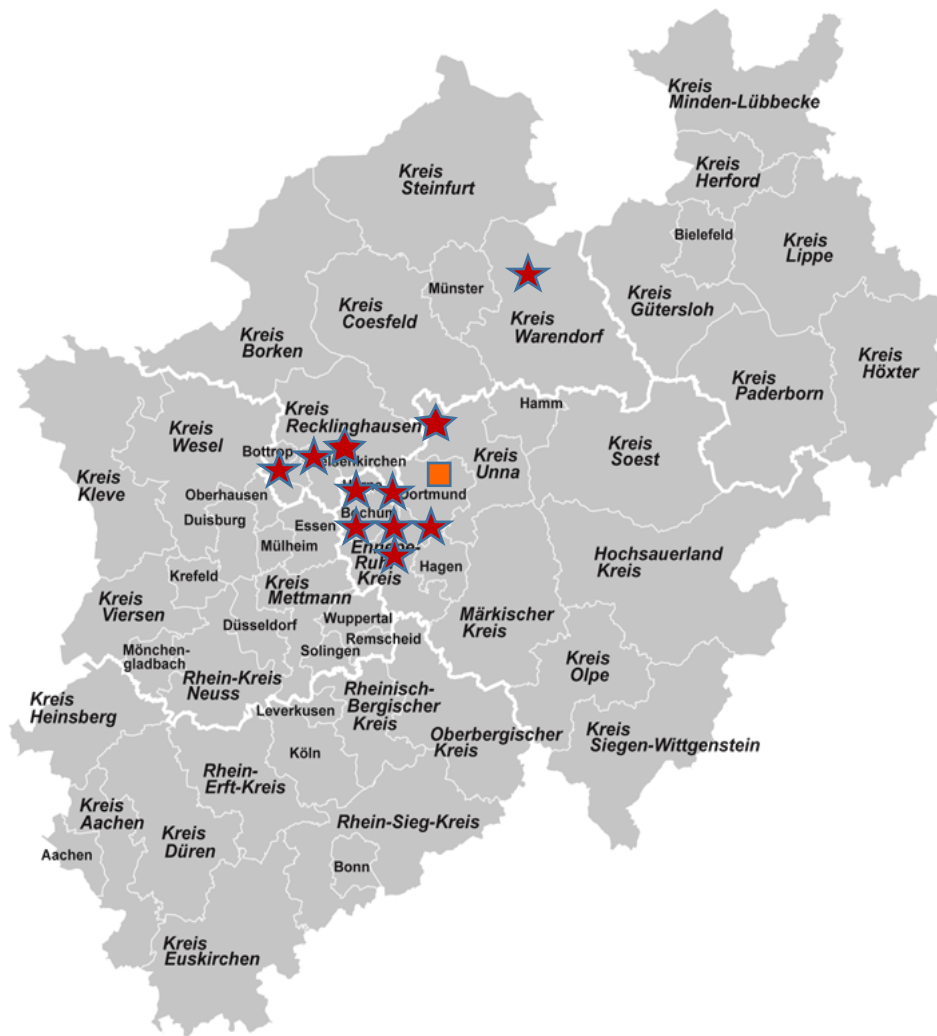 Kreis
Minden-Lübbecke
Kreis
Herford
Kreis
Steinfurt
Bielefeld
Kreis
Lippe
Münster
Kreis
Gütersloh
Kreis
Coesfeld
Kreis
Warendorf
Kreis
Borken
Kreis
Höxter
Kreis
Paderborn
Kreis
Recklinghausen
Hamm
Kreis
Wesel
Kreis
Soest
Kreis
Unna
Bottrop
Kreis
Kleve
Oberhausen
Dortmund
Duisburg
Essen
Mülheim
Kreis
Hagen
Hochsauerland
Kreis
Krefeld
Kreis
Mettmann
Kreis
Viersen
Märkischer
Kreis
Düsseldorf
Wuppertal
Remscheid
Solingen
Mönchen-
gladbach
Rhein-Kreis
Neuss
Kreis
Olpe
Kreis
Heinsberg
Rheinisch-
Bergischer
Kreis
Leverkusen
Oberbergischer
Kreis
Kreis
Siegen-Wittgenstein
Köln
Rhein-
Erft-Kreis
Kreis
Aachen
Rhein-Sieg-Kreis
Kreis
Düren
Aachen
Bonn
Kreis
Euskirchen